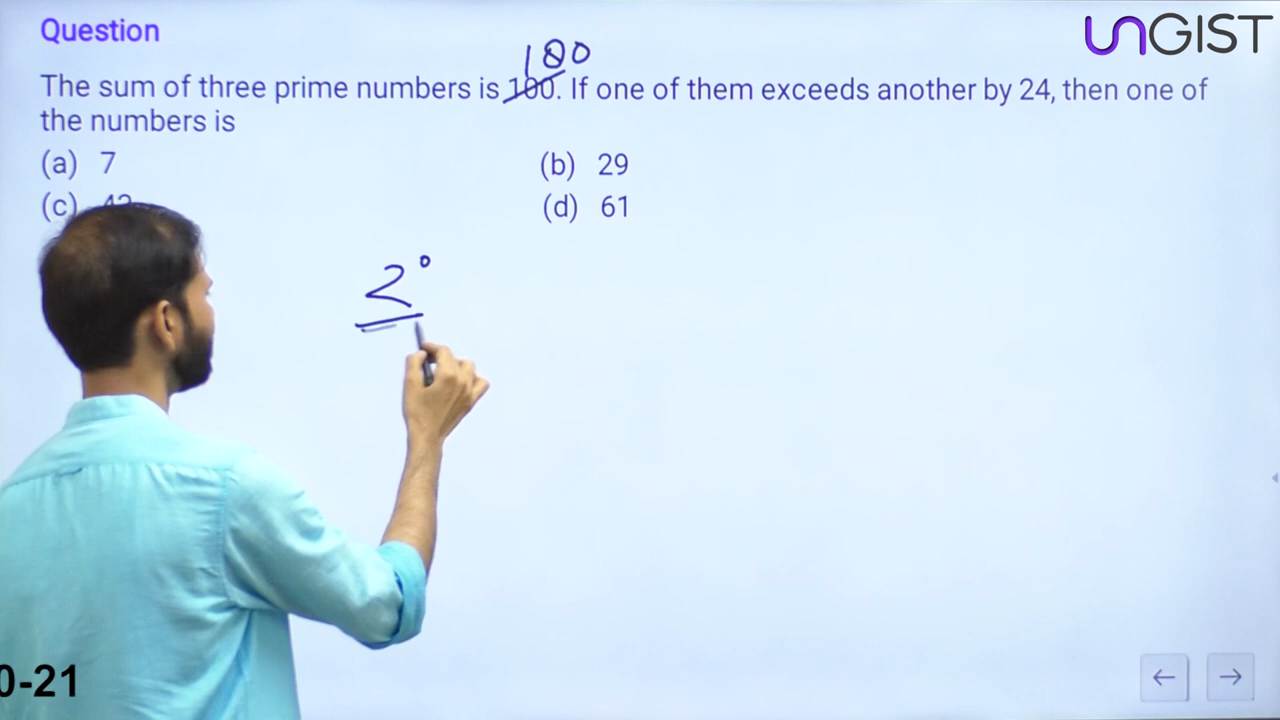 Question
UNGIST
180
The sum of three prime numbers is 100. If one of them exceeds another by 24, then one of
the numbers is
(a) 7
(b) 29
(c)
(d) 61
2°
0-21